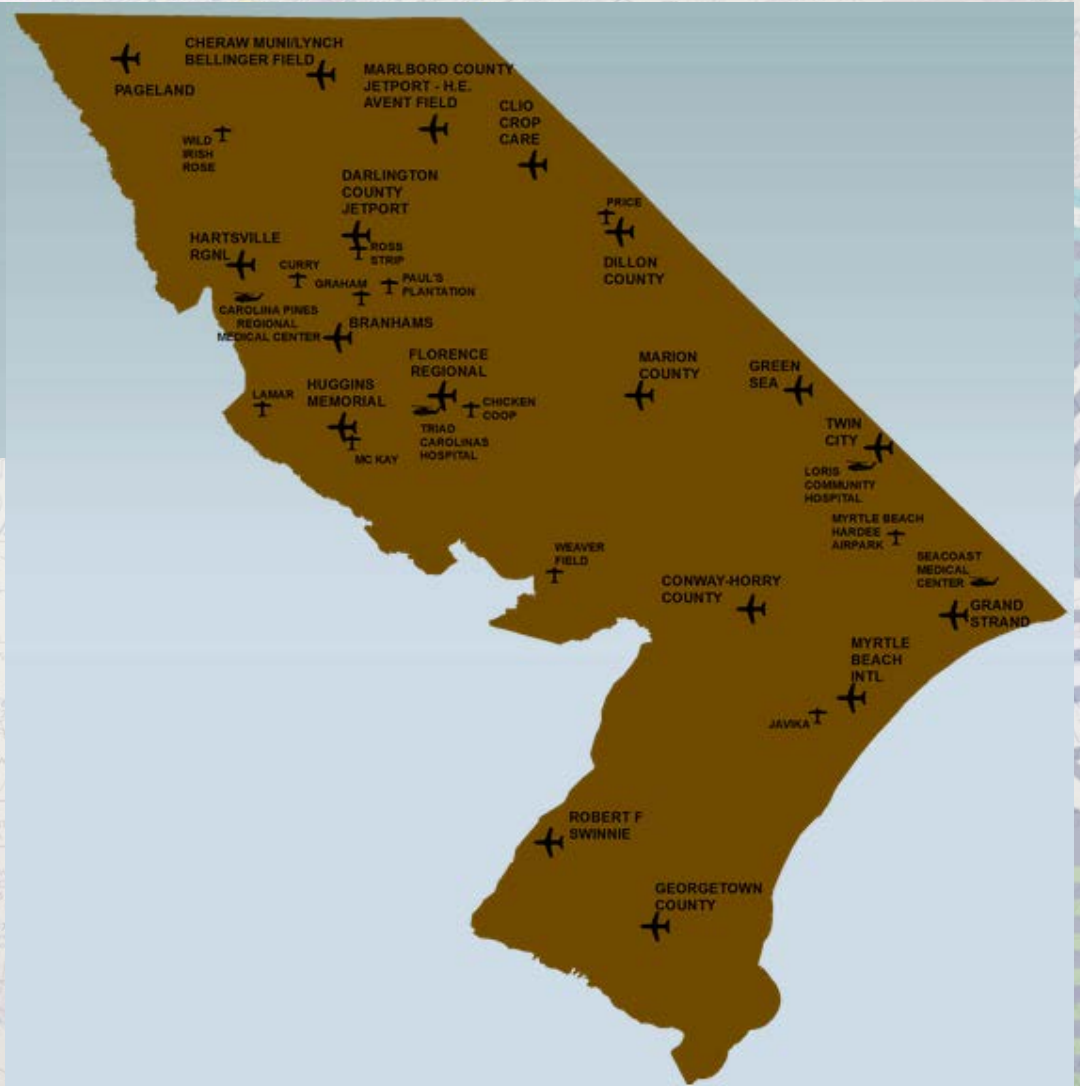 CHERAW MUNI/LYNCH
BELLINGER FIELD
PAGELAND
MARLBORO COUNTY
JETPORT - H.E.
AVENT FIELD
CLIO
CROP
CARE
WILD
IRISH
ROSE
DARLINGTON
COUNTY
JETPORT
PRICE
DILLON
COUNTY
HARTSVILLE
RGNL
ROSS
STRIP
CURRY
GRAHAM
PAUL'S
PLANTATION
CAROLINA PINES
REGIONAL
MEDICAL CENTER
BRANHAMS
FLORENCE
REGIONAL
MARION
COUNTY
GREEN
SEA
LAMAR
HUGGINS
MEMORIAL
CHICKEN
COOP
TRIAD
CAROLINAS
HOSPITAL
MC KAY
TWIN
CITY
LORIS
COMMUNITY
HOSPITAL
MYRTLE BEACH
HARDEE
AIRPARK
WEAVER
FIELD
SEACOAST
MEDICAL
CENTER
CONWAY-HORRY
COUNTY
GRAND
STRAND
MYRTLE
BEACH
INTL
JAVIKA
ROBERT F
SWINNIE
GEORGETOWN
COUNTY